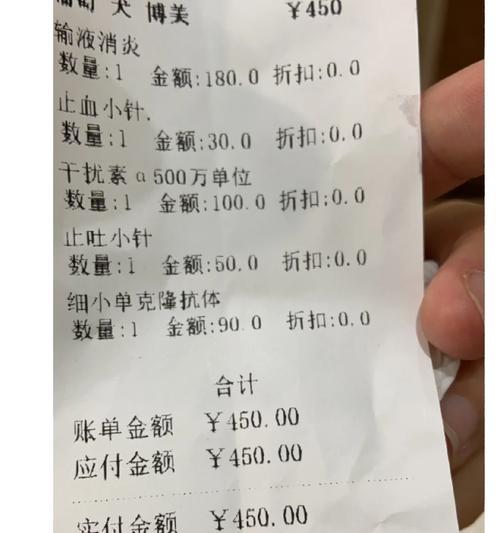 犬 博美 ￥450
输液消炎
数量:1 金额:180.0 折扣:0.0
止血小针.
数量:1 金额:30.0 折扣:0.0
干扰素α500万单位
数量:1 金额:100.0 折扣:0.0
止吐小针
数量:1 金额:50.0 折扣:0.0
细小单克隆抗体
数量:1 金额:90.0 折扣:0.0
合计
账单金额 ￥450.00
应付金额 ￥450.00
实付金额 ￥450.00